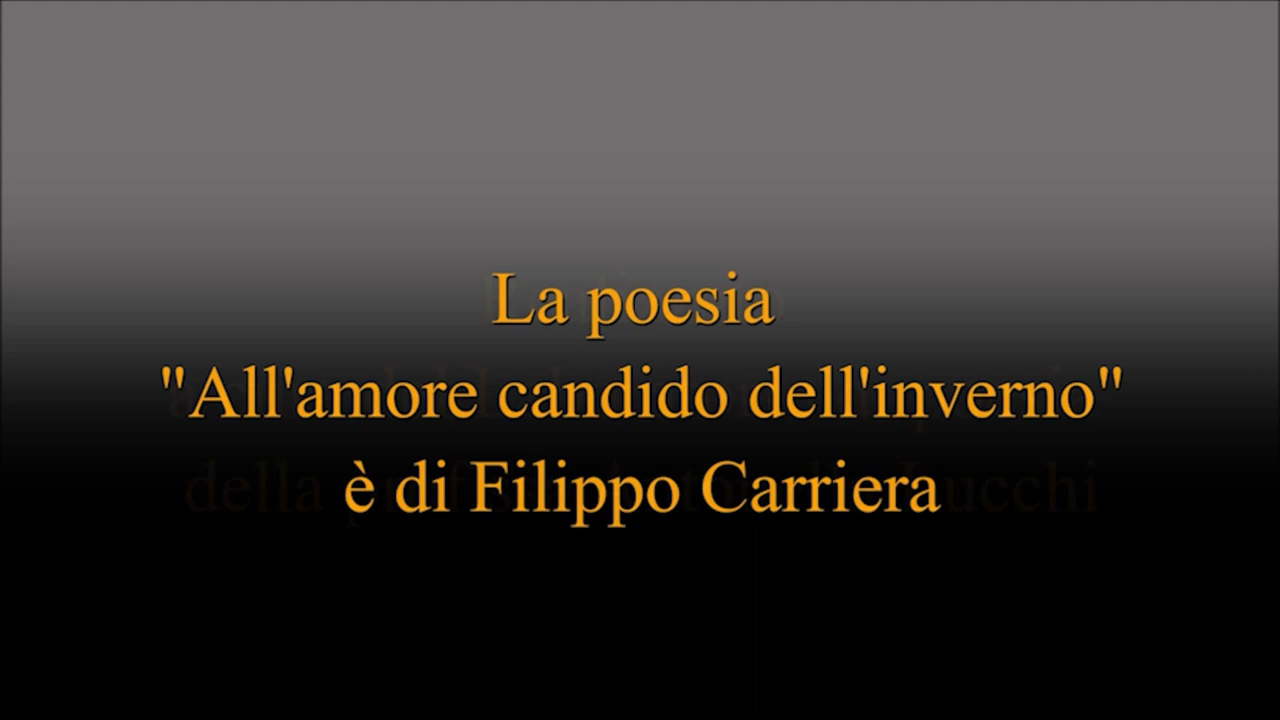 La poesia
"All'amore candido dell'inverno"
è di Filippo Carriera